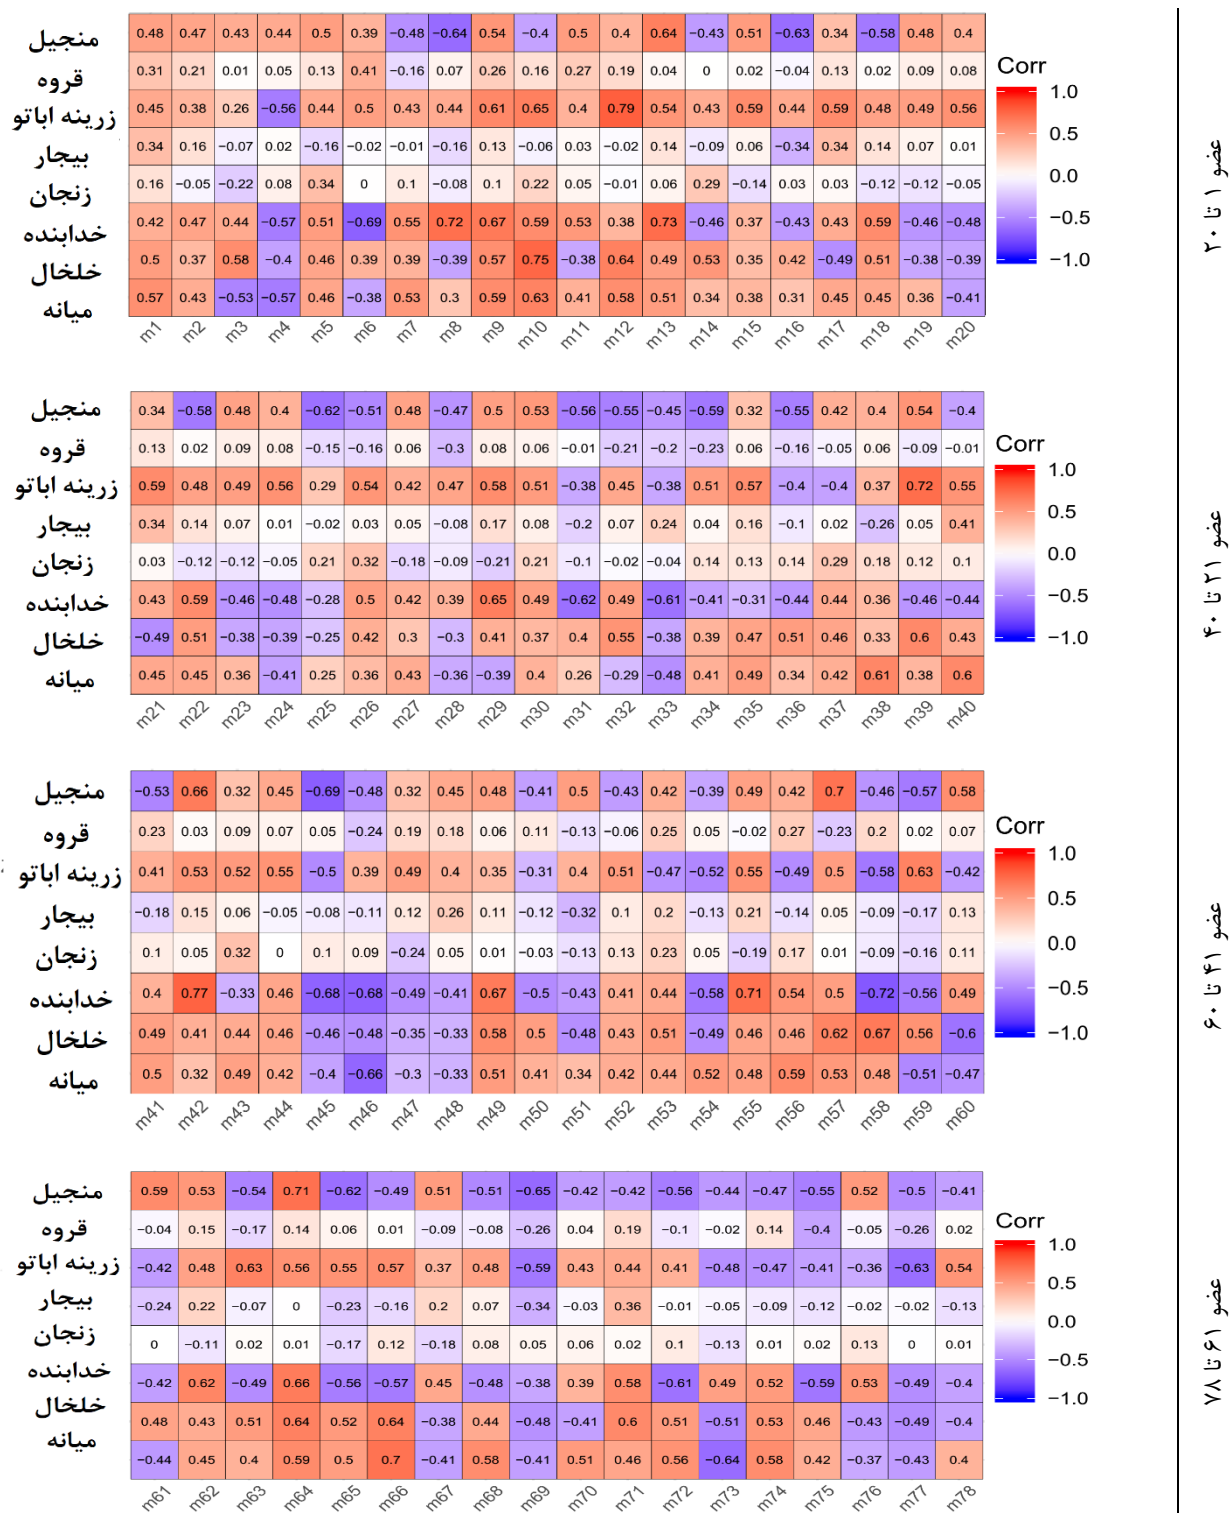 منجیل 0.48 0.47 0.43 0.44 0.5 0.39 −0.48 −0.64 0.54 −0.4 0.5 0.4 0.64 −0.43 0.51 −0.63 0.34 −0.58 0.48 0.4
قروه 0.31 0.21 0.01 0.05 0.13 0.41 −0.16 0.07 0.26 0.16 0.27 0.19 0.04 0 0.02 −0.04 0.13 0.02 0.09 0.08
زرینه اباتو 0.45 0.38 0.26 −0.56 0.44 0.5 0.43 0.44 0.61 0.65 0.4 0.79 0.54 0.43 0.59 0.44 0.59 0.48 0.49 0.56
بیجار 0.34 0.16 −0.07 0.02 −0.16 −0.02 −0.01 −0.16 0.13 −0.06 0.03 −0.02 0.14 −0.09 0.06 −0.34 0.34 0.14 0.07 0.01
زنجان 0.16 −0.05 −0.22 0.08 0.34 0 0.1 −0.08 0.1 0.22 0.05 −0.01 0.06 0.29 −0.14 0.03 0.03 −0.12 −0.12 −0.05
خدابنده 0.42 0.47 0.44 −0.57 0.51 −0.69 0.55 0.72 0.67 0.59 0.53 0.38 0.73 −0.46 0.37 −0.43 0.43 0.59 −0.46 −0.48
خلخال 0.5 0.37 0.58 −0.4 0.46 0.39 0.39 −0.39 0.57 0.75 −0.38 0.64 0.49 0.53 0.35 0.42 −0.49 0.51 −0.38 −0.39
میانه 0.57 0.43 −0.53 −0.57 0.46 −0.38 0.53 0.3 0.59 0.63 0.41 0.58 0.51 0.34 0.38 0.31 0.45 0.45 0.36 −0.41
m1 m2 m3 m4 m5 m6 m7 m8 m9 m10 m11 m12 m13 m14 m15 m16 m17 m18 m19 m20
Corr
1.0
0.5
0.0
−0.5
−1.0
عضو ۱ تا ۲۰
منجیل 0.34 −0.58 0.48 0.4 −0.62 −0.51 0.48 −0.47 0.5 0.53 −0.56 −0.55 −0.45 −0.59 0.32 −0.55 0.42 0.4 0.54 −0.4
قروه 0.13 0.02 0.09 0.08 −0.15 −0.16 0.06 −0.3 0.08 0.06 −0.01 −0.21 −0.2 −0.23 0.06 −0.16 −0.05 0.06 −0.09 −0.01
زرینه اباتو 0.59 0.48 0.49 0.56 0.29 0.54 0.42 0.47 0.58 0.51 −0.38 0.45 −0.38 0.51 0.57 −0.4 −0.4 0.37 0.72 0.55
بیجار 0.34 0.14 0.07 0.01 −0.02 0.03 0.05 −0.08 0.17 0.08 −0.2 0.07 0.24 0.04 0.16 −0.1 0.02 −0.26 0.05 0.41
زنجان 0.03 −0.12 −0.12 −0.05 0.21 0.32 −0.18 −0.09 −0.21 0.21 −0.1 −0.02 −0.04 0.14 0.13 0.14 0.29 0.18 0.12 0.1
خدابنده 0.43 0.59 −0.46 −0.48 −0.28 0.5 0.42 0.39 0.65 0.49 −0.62 0.49 −0.61 −0.41 −0.31 −0.44 0.44 0.36 −0.46 −0.44
خلخال −0.49 0.51 −0.38 −0.39 −0.25 0.42 0.3 −0.3 0.41 0.37 0.4 0.55 −0.38 0.39 0.47 0.51 0.46 0.33 0.6 0.43
میانه 0.45 0.45 0.36 −0.41 0.25 0.36 0.43 −0.36 −0.39 0.4 0.26 −0.29 −0.48 0.41 0.49 0.34 0.42 0.61 0.38 0.6
m21 m22 m23 m24 m25 m26 m27 m28 m29 m30 m31 m32 m33 m34 m35 m36 m37 m38 m39 m40
Corr
1.0
0.5
0.0
−0.5
−1.0
عضو ۲۱ تا ۴۰
منجیل −0.53 0.66 0.32 0.45 −0.69 −0.48 0.32 0.45 0.48 −0.41 0.5 −0.43 0.42 −0.39 0.49 0.42 0.7 −0.46 −0.57 0.58
قروه 0.23 0.03 0.09 0.07 0.05 −0.24 0.19 0.18 0.06 0.11 −0.13 −0.06 0.25 0.05 −0.02 0.27 −0.23 0.2 0.02 0.07
زرینه اباتو 0.41 0.53 0.52 0.55 −0.5 0.39 0.49 0.4 0.35 −0.31 0.4 0.51 −0.47 −0.52 0.55 −0.49 0.5 −0.58 0.63 −0.42
بیجار −0.18 0.15 0.06 −0.05 −0.08 −0.11 0.12 0.26 0.11 −0.12 −0.32 0.1 0.2 −0.13 0.21 −0.14 0.05 −0.09 −0.17 0.13
زنجان 0.1 0.05 0.32 0 0.1 0.09 −0.24 0.05 0.01 −0.03 −0.13 0.13 0.23 0.05 −0.19 0.17 0.01 −0.09 −0.16 0.11
خدابنده 0.4 0.77 −0.33 0.46 −0.68 −0.68 −0.49 −0.41 0.67 −0.5 −0.43 0.41 0.44 −0.58 0.71 0.54 0.5 −0.72 −0.56 0.49
خلخال 0.49 0.41 0.44 0.46 −0.46 −0.48 −0.35 −0.33 0.58 0.5 −0.48 0.43 0.51 −0.49 0.46 0.46 0.62 0.67 0.56 −0.6
میانه 0.5 0.32 0.49 0.42 −0.4 −0.66 −0.3 −0.33 0.51 0.41 0.34 0.42 0.44 0.52 0.48 0.59 0.53 0.48 −0.51 −0.47
m41 m42 m43 m44 m45 m46 m47 m48 m49 m50 m51 m52 m53 m54 m55 m56 m57 m58 m59 m60
Corr
1.0
0.5
0.0
−0.5
−1.0
عضو ۴۱ تا ۶۰
منجیل 0.59 0.53 −0.54 0.71 −0.62 −0.49 0.51 −0.51 −0.65 −0.42 −0.42 −0.56 −0.44 −0.47 −0.55 0.52 −0.5 −0.41
قروه −0.04 0.15 −0.17 0.14 0.06 0.01 −0.09 −0.08 −0.26 0.04 0.19 −0.1 −0.02 0.14 −0.4 −0.05 −0.26 0.02
زرینه اباتو −0.42 0.48 0.63 0.56 0.55 0.57 0.37 0.48 −0.59 0.43 0.44 0.41 −0.48 −0.47 −0.41 −0.36 −0.63 0.54
بیجار −0.24 0.22 −0.07 0 −0.23 −0.16 0.2 0.07 −0.34 −0.03 0.36 −0.01 −0.05 −0.09 −0.12 −0.02 −0.02 −0.13
زنجان 0 −0.11 0.02 0.01 −0.17 0.12 −0.18 0.08 0.05 0.06 0.02 0.1 −0.13 0.01 0.02 0.13 0 0.01
خدابنده −0.42 0.62 −0.49 0.66 −0.56 −0.57 0.45 −0.48 −0.38 0.39 0.58 −0.61 0.49 0.52 −0.59 0.53 −0.49 −0.4
خلخال 0.48 0.43 0.51 0.64 0.52 0.64 −0.38 0.44 −0.48 −0.41 0.6 0.51 −0.51 0.53 0.46 −0.43 −0.49 −0.4
میانه −0.44 0.45 0.4 0.59 0.5 0.7 −0.41 0.58 −0.41 0.51 0.46 0.56 −0.64 0.58 0.42 −0.37 −0.43 0.4
m61 m62 m63 m64 m65 m66 m67 m68 m69 m70 m71 m72 m73 m74 m75 m76 m77 m78
Corr
1.0
0.5
0.0
−0.5
−1.0
عضو ۶۱ تا ۷۸